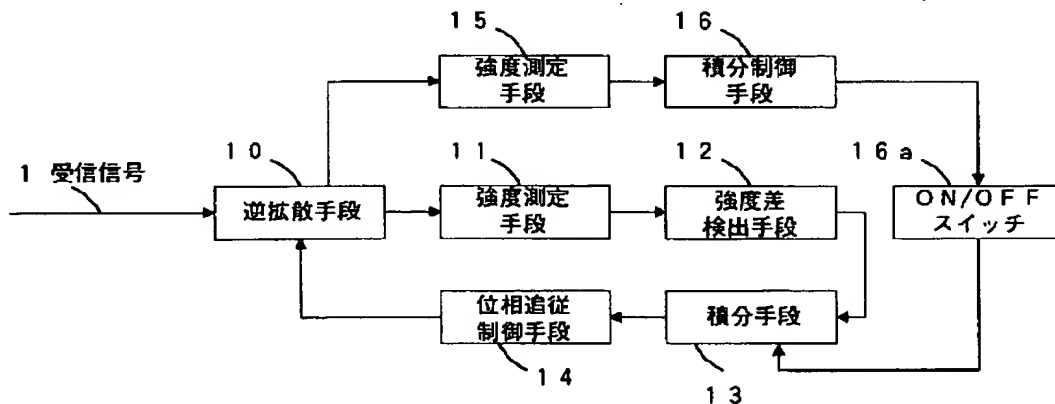 15
16
強度測定
手段
積分制御
手段
1 受信信号
10
11
12
16a
逆拡散手段
強度測定
手段
強度差
検出手段
ON/OFF
スイッチ
位相追従
制御手段
積分手段
14
13